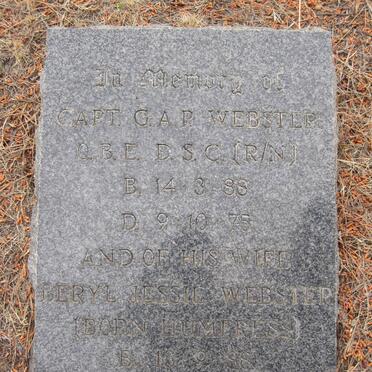 In Memory of
CAPT. G.A.P. WEBSTER
O.B.E. D.S.C. (R/N)
B. 14·3·88
D. 9·10·75
AND OF HIS WIFE
BERYL JESSIE WEBSTER
(BORN HUMFRESS)
B.